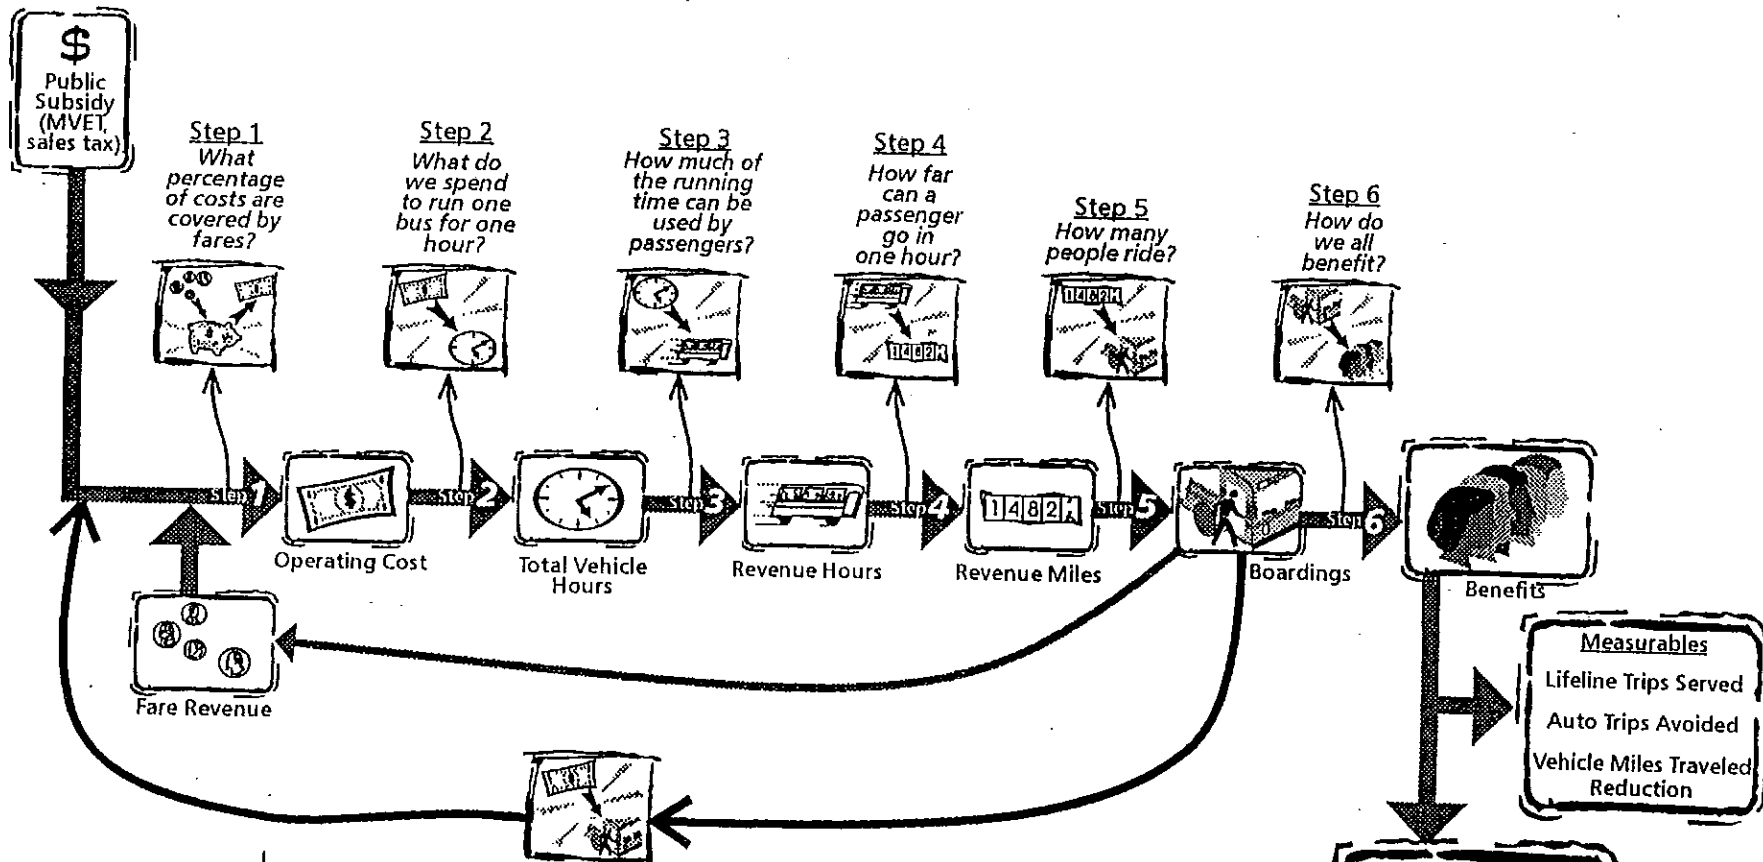 $
Public
Subsidy
(MVET,
sales tax)
Step 1
What
percentage
of costs are
covered by
fares?
Step 2
What do
we spend
to run one
bus for one
hour?
Step 3
How much of
the running
time can be
used by
passengers?
Step 4
How far
can a
passenger
go in
one hour?
Step 5
How many
people ride?
Step 6
How do
we all
benefit?
Step 1
Operating Cost
Step 2
Total Vehicle
Hours
Step 3
Revenue Hours
Step 4
1482
Revenue Miles
Step 5
Boardings
Step 6
Benefits
Fare Revenue
Measurables
Lifeline Trips Served
Auto Trips Avoided
Vehicle Miles Traveled
Reduction